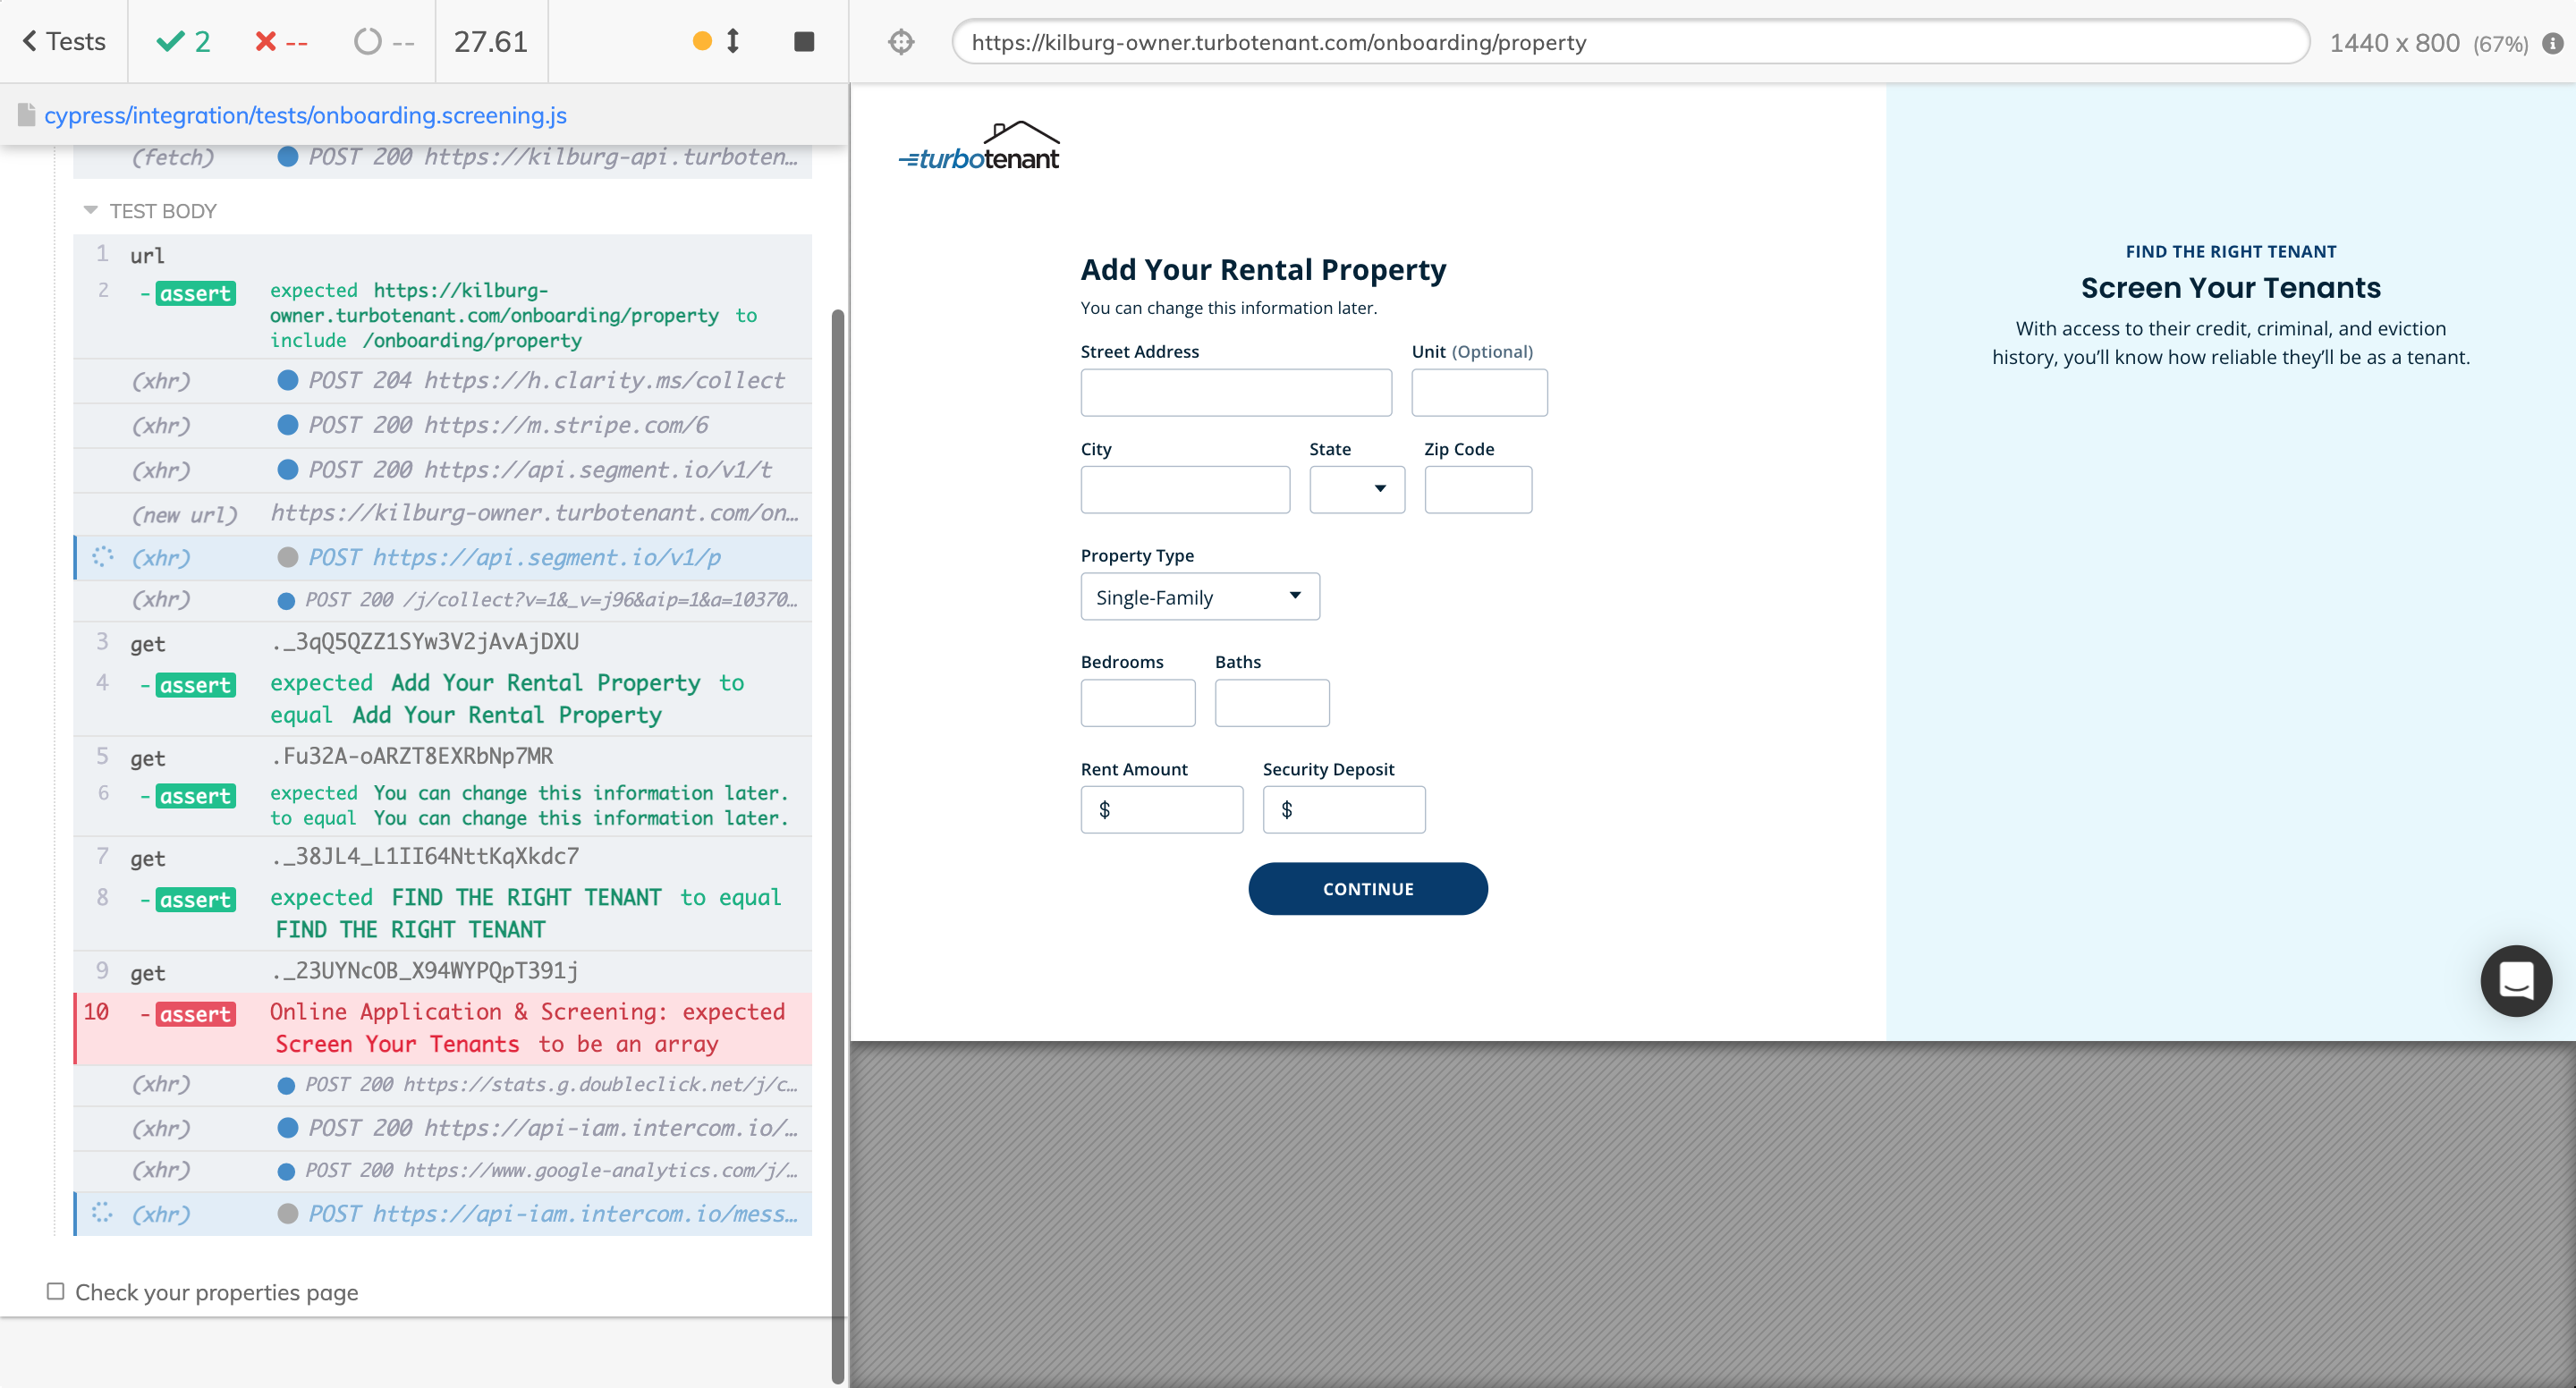 Tests
2
--
--
27.61
https://kilburg-owner.turbotenant.com/onboarding/property
1440 x 800 (67%)
cypress/integration/tests/onboarding.screening.js
(fetch) POST 200 https://kilburg-api.turboten...
TEST BODY
1 url
2 -assert expected https://kilburg-
owner.turbotenant.com/onboarding/property to
include /onboarding/property
(xhr) POST 204 https://h.clarity.ms/collect
(xhr) POST 200 https://m.stripe.com/6
(xhr) POST 200 https://api.segment.io/v1/t
(new url) https://kilburg-owner.turbotenant.com/on...
(xhr) POST https://api.segment.io/v1/p
(xhr) POST 200 /j/collect?v=1&_v=j96&aip=1&a=10370...
3 get ._3qQ5QZZ1SYw3V2jAvAjDXU
4 -assert expected Add Your Rental Property to
equal Add Your Rental Property
5 get .Fu32A-oARZT8EXRbNp7MR
6 -assert expected You can change this information later.
to equal You can change this information later.
7 get ._38JL4_L1II64NttKqXkdc7
8 -assert expected FIND THE RIGHT TENANT to equal
FIND THE RIGHT TENANT
9 get ._23UYNcOB_X94WYPQpT391j
10 -assert Online Application & Screening: expected
Screen Your Tenants to be an array
(xhr) POST 200 https://stats.g.doubleclick.net/j/c...
(xhr) POST 200 https://api-iam.intercom.io/...
(xhr) POST 200 https://www.google-analytics.com/j/...
(xhr) POST https://api-iam.intercom.io/mess...
Check your properties page
turbotenant
Add Your Rental Property
You can change this information later.
Street Address Unit (Optional)
City State Zip Code
Property Type
Single-Family
Bedrooms Baths
Rent Amount Security Deposit
$ $
CONTINUE
FIND THE RIGHT TENANT
Screen Your Tenants
With access to their credit, criminal, and eviction
history, you’ll know how reliable they’ll be as a tenant.